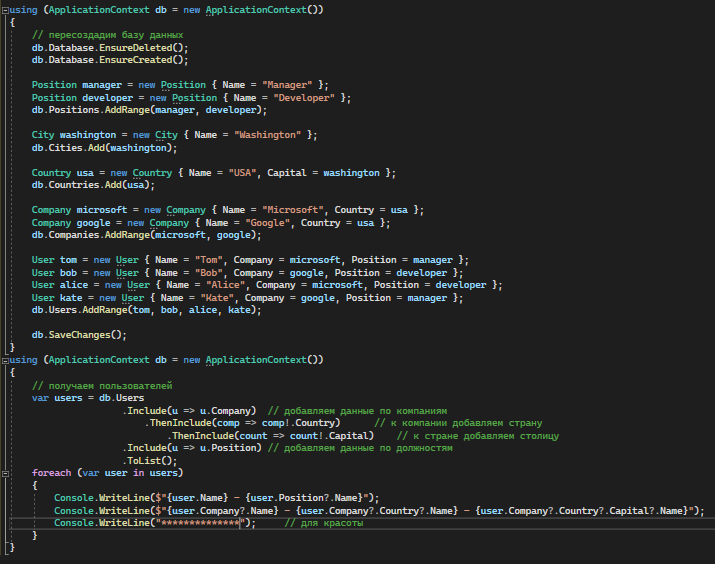 using (ApplicationContext db = new ApplicationContext())
{
    // пересоздадим базу данных
    db.Database.EnsureDeleted();
    db.Database.EnsureCreated();

    Position manager = new Position { Name = "Manager" };
    Position developer = new Position { Name = "Developer" };
    db.Positions.AddRange(manager, developer);

    City washington = new City { Name = "Washington" };
    db.Cities.Add(washington);

    Country usa = new Country { Name = "USA", Capital = washington };
    db.Countries.Add(usa);

    Company microsoft = new Company { Name = "Microsoft", Country = usa };
    Company google = new Company { Name = "Google", Country = usa };
    db.Companies.AddRange(microsoft, google);

    User tom = new User { Name = "Tom", Company = microsoft, Position = manager };
    User bob = new User { Name = "Bob", Company = google, Position = developer };
    User alice = new User { Name = "Alice", Company = microsoft, Position = developer };
    User kate = new User { Name = "Kate", Company = google, Position = manager };
    db.Users.AddRange(tom, bob, alice, kate);

    db.SaveChanges();
}
using (ApplicationContext db = new ApplicationContext())
{
    // получаем пользователей
    var users = db.Users
                    .Include(u => u.Company)  // добавляем данные по компаниям
                        .ThenInclude(comp => comp!.Country)      // к компании добавляем страну
                            .ThenInclude(count => count!.Capital)    // к стране добавляем столицу
                    .Include(u => u.Position) // добавляем данные по должностям
                    .ToList();
    foreach (var user in users)
    {
        Console.WriteLine($"{user.Name} - {user.Position?.Name}");
        Console.WriteLine($"{user.Company?.Name} - {user.Company?.Country?.Name} - {user.Company?.Country?.Capital?.Name}");
        Console.WriteLine("**************");     // для красоты
    }
}